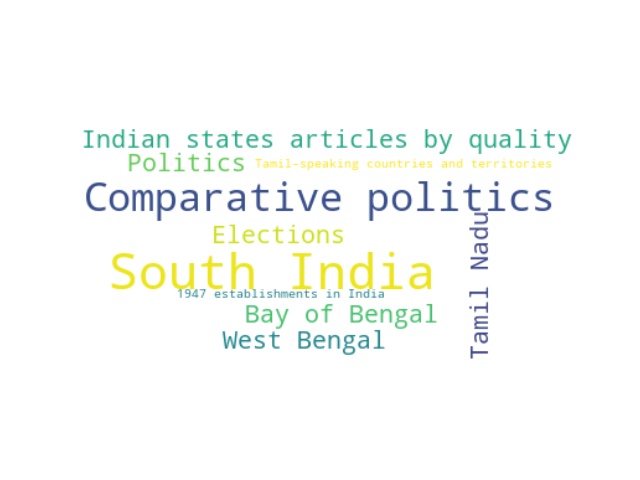 Indian states articles by quality
Politics
Tamil-speaking countries and territories
Comparative politics
Elections
Tamil Nadu
South India
1947 establishments in India
Bay of Bengal
West Bengal